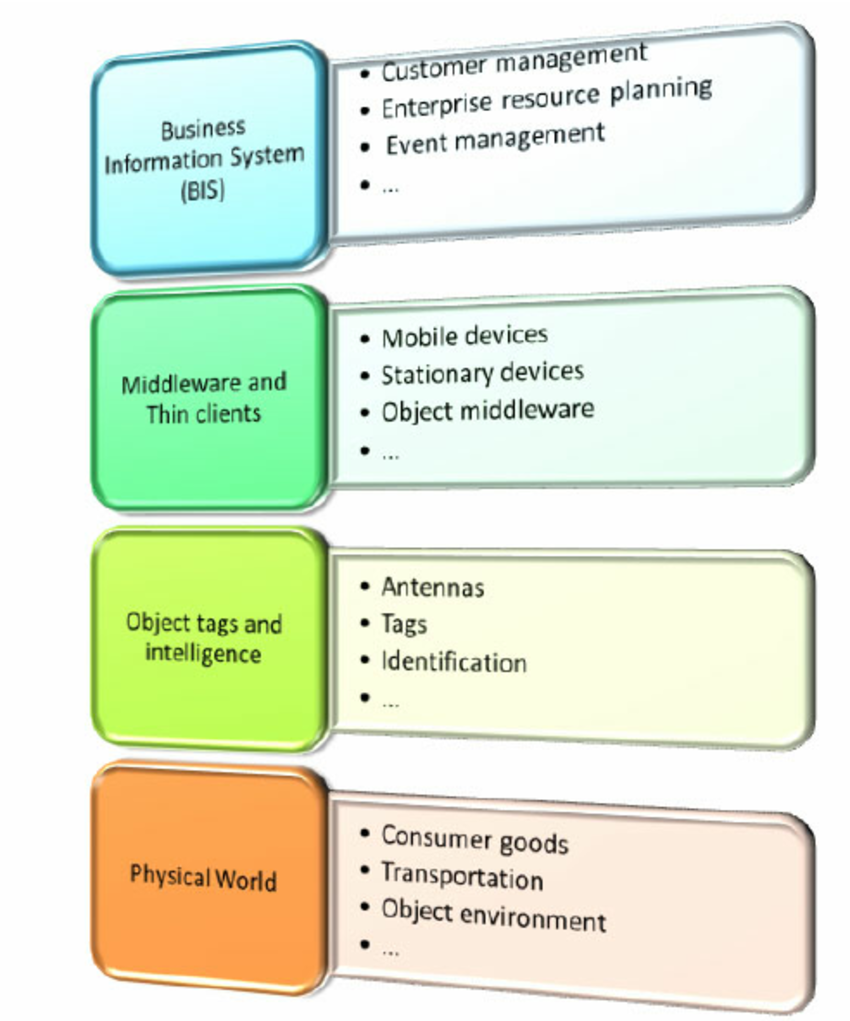 Business
Information System
(BIS)
• Customer management
• Enterprise resource planning
• Event management
• ...
Middleware and
Thin clients
• Mobile devices
• Stationary devices
• Object middleware
• ...
Object tags and
intelligence
• Antennas
• Tags
• Identification
• ...
Physical World
• Consumer goods
• Transportation
• Object environment
• ...